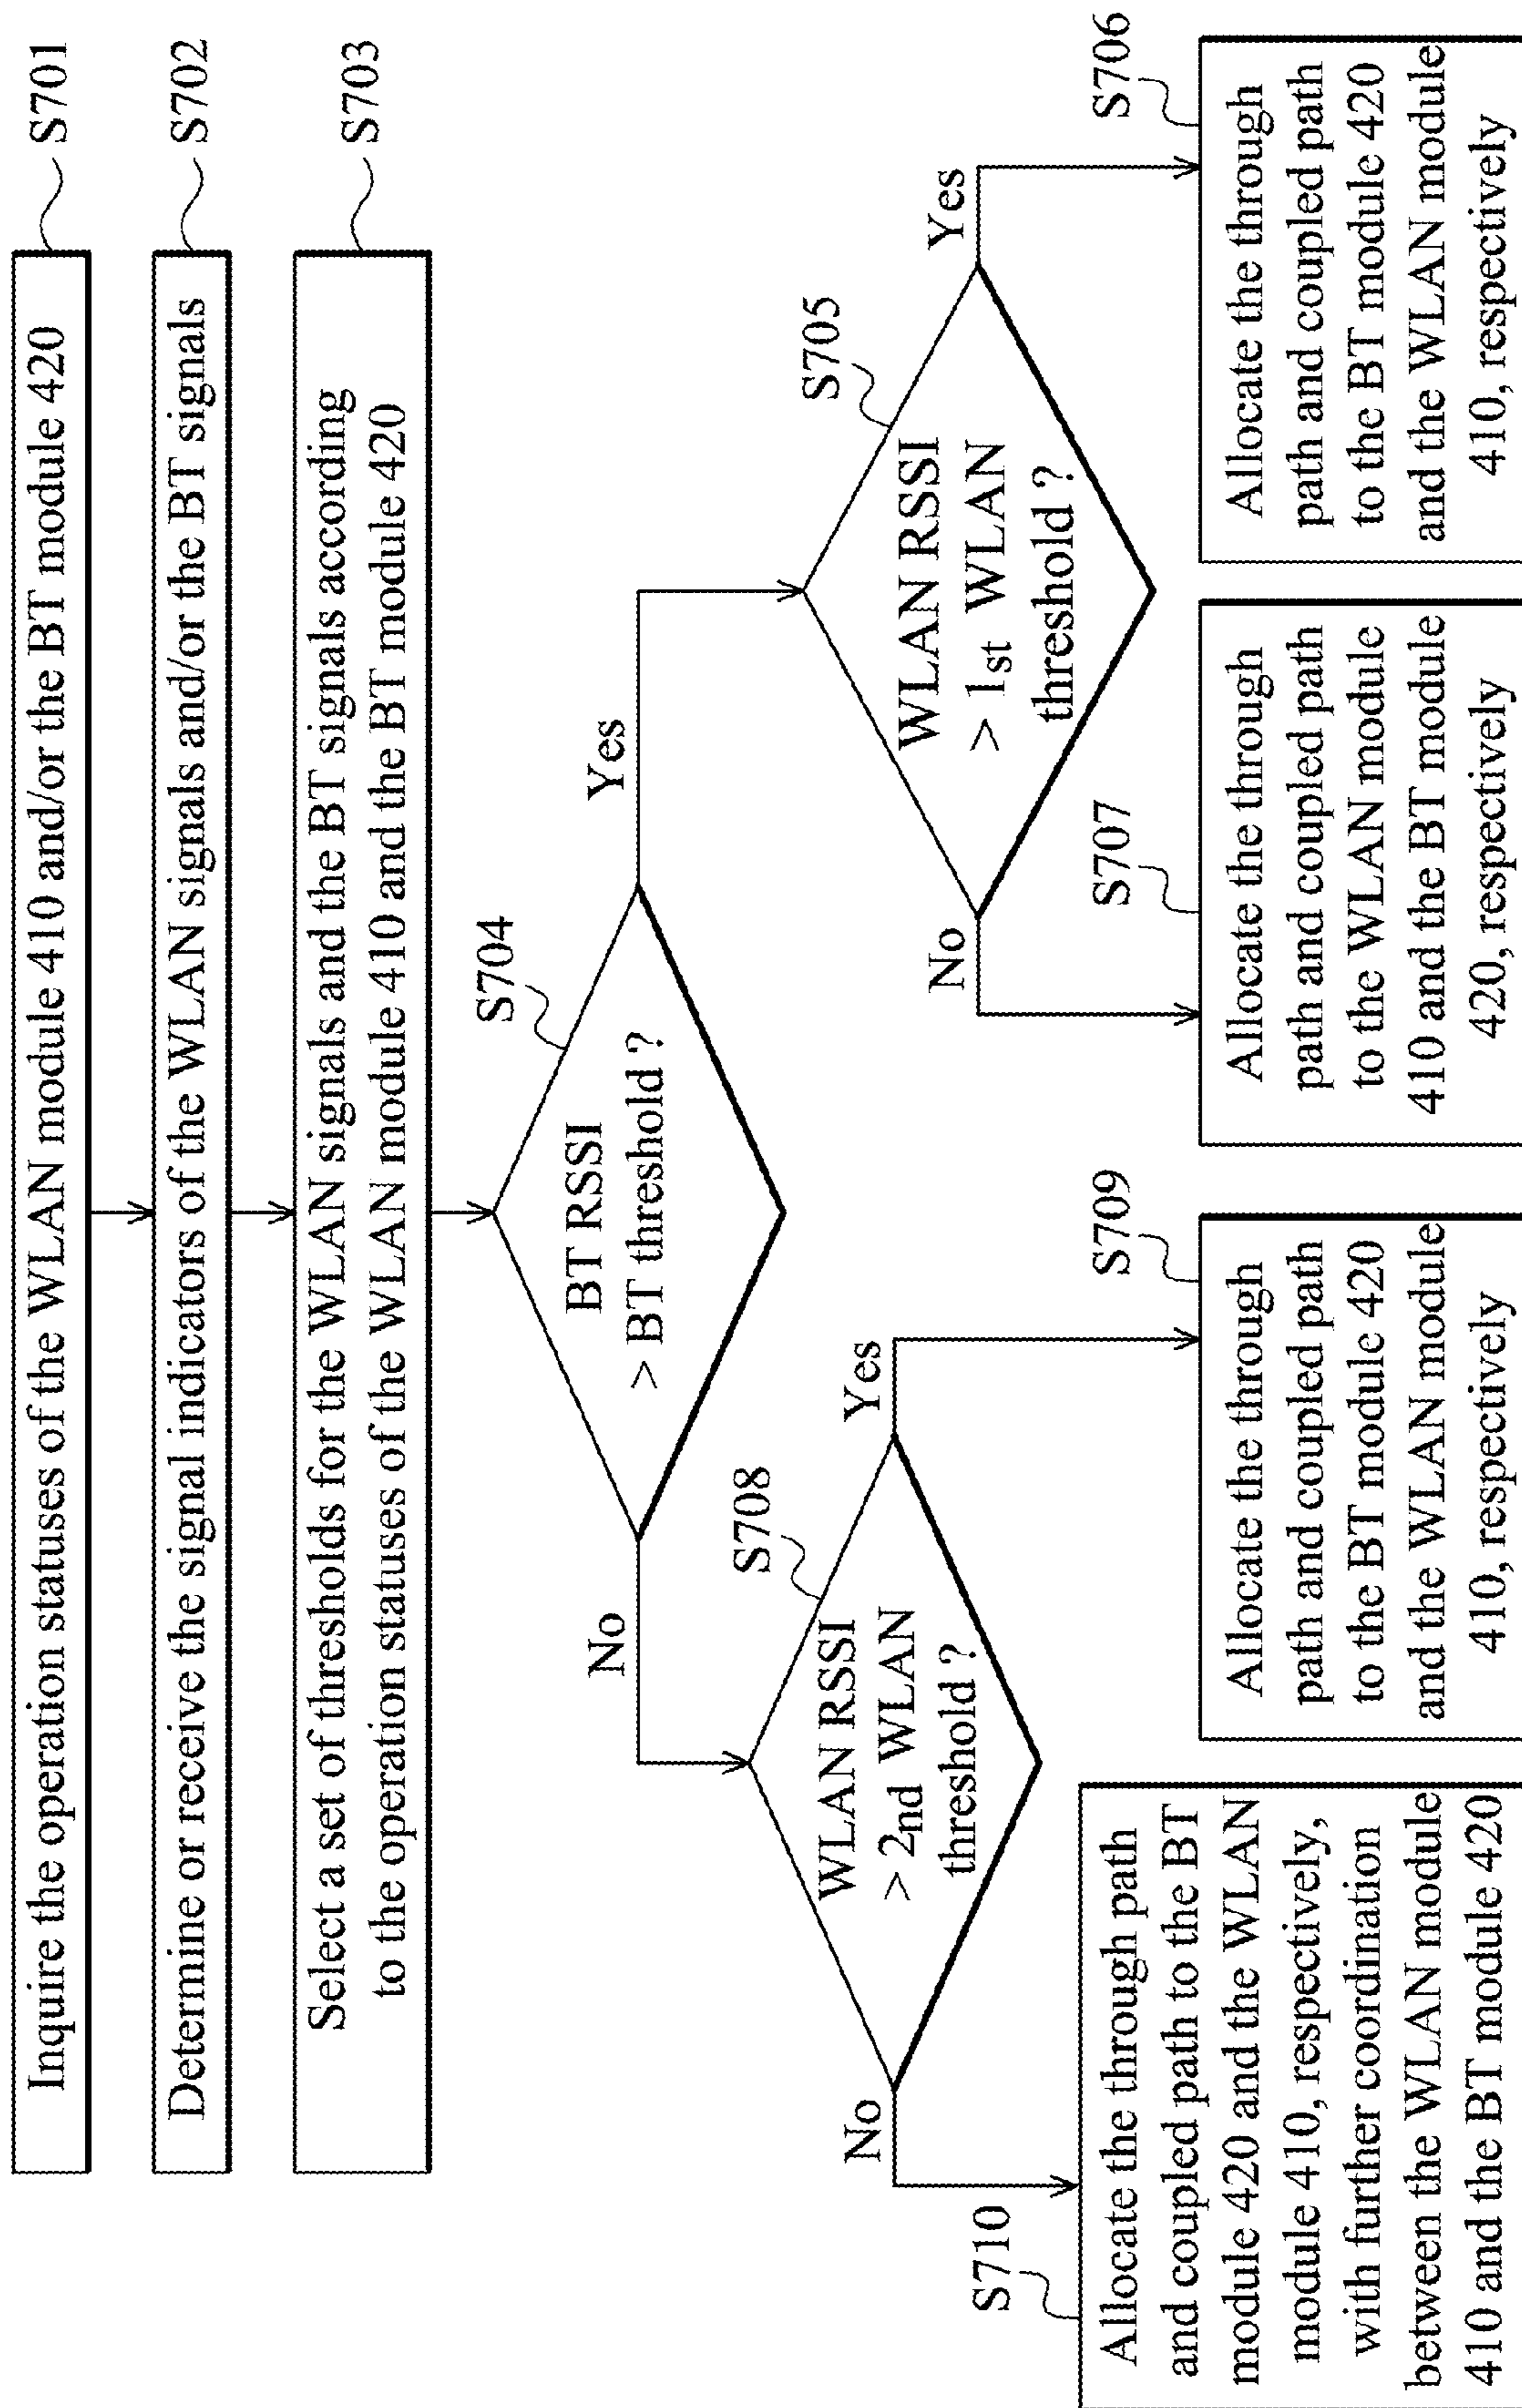 Inquire the operation statuses of the WLAN module 410 and/or the BT module 420
S701
Determine or receive the signal indicators of the WLAN signals and/or the BT signals
S702
Select a set of thresholds for the WLAN signals and the BT signals according
to the operation statuses of the WLAN module 410 and the BT module 420
S703
S704
BT RSSI
> BT threshold ?
No
Yes
S708
WLAN RSSI
> 2nd WLAN
threshold ?
No
Yes
S705
WLAN RSSI
> 1st WLAN
threshold ?
No
Yes
S710
Allocate the through path
and coupled path to the BT
module 420 and the WLAN
module 410, respectively,
with further coordination
between the WLAN module
410 and the BT module 420
S709
Allocate the through
path and coupled path
to the BT module 420
and the WLAN module
410, respectively
S707
Allocate the through
path and coupled path
to the WLAN module
410 and the BT module
420, respectively
S706
Allocate the through
path and coupled path
to the BT module 420
and the WLAN module
410, respectively